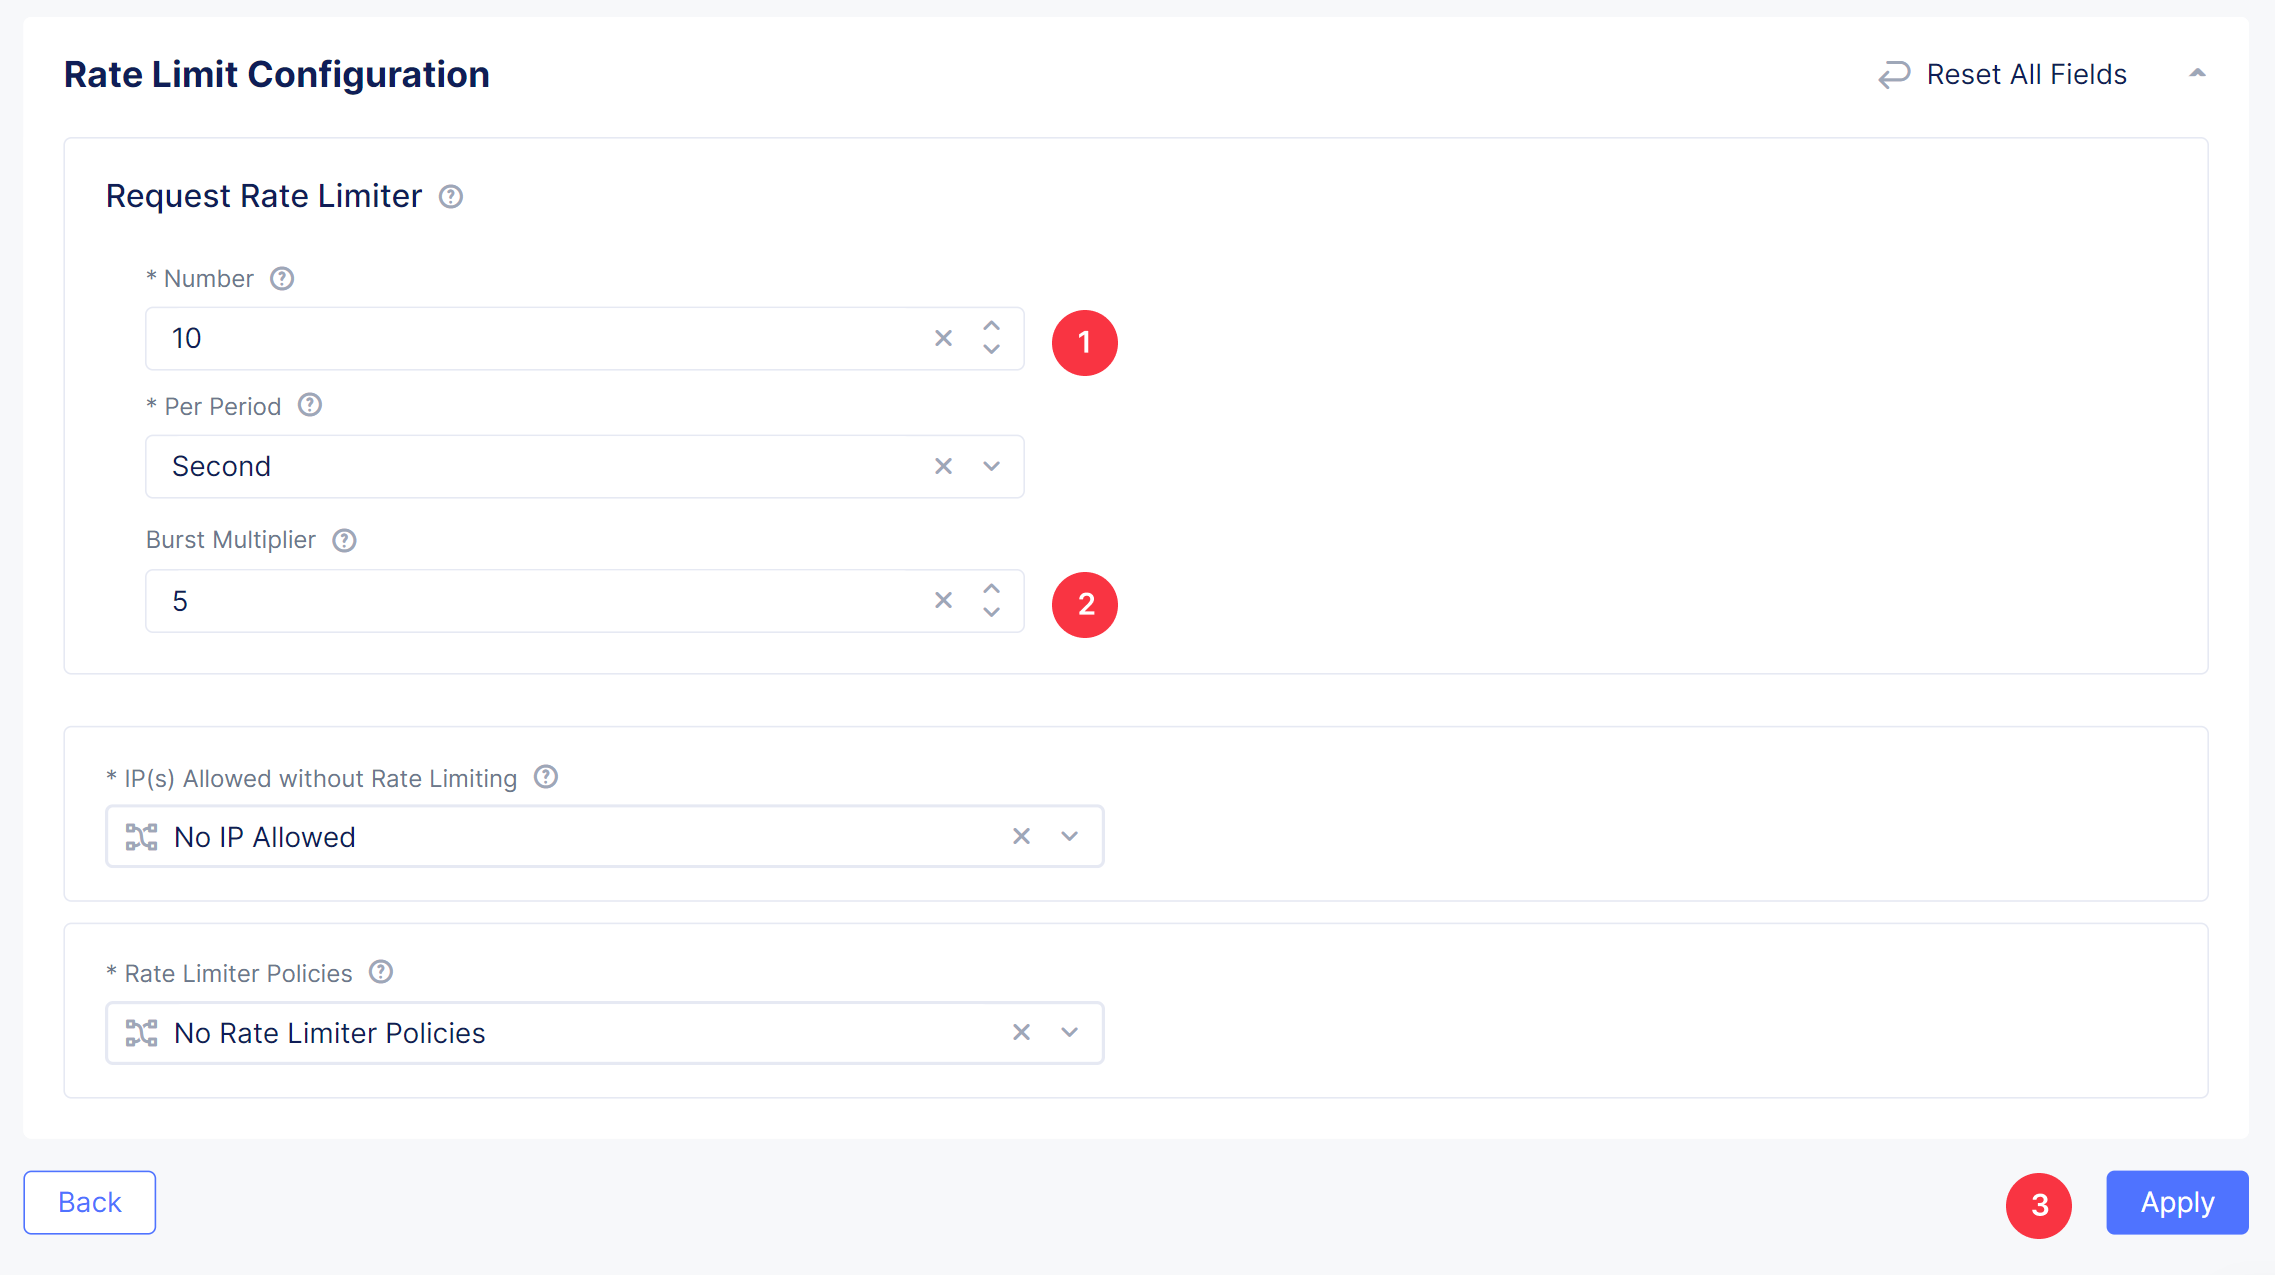 Rate Limit Configuration
Reset All Fields
Request Rate Limiter
* Number
10
1
* Per Period
Second
Burst Multiplier
5
2
* IP(s) Allowed without Rate Limiting
No IP Allowed
* Rate Limiter Policies
No Rate Limiter Policies
Back
3
Apply